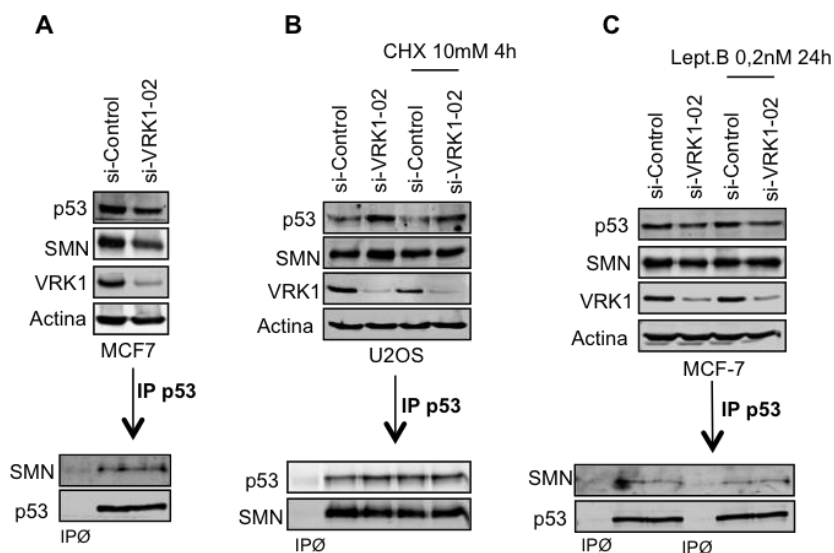 A
si-Control
si-VRK1-02
p53
SMN
VRK1
Actina
MCF7
IP p53
SMN
p53
IPØ
B
CHX 10mM 4h
si-Control
si-VRK1-02
si-Control
si-VRK1-02
p53
SMN
VRK1
Actina
U2OS
IP p53
p53
SMN
IPØ
C
Lept.B 0,2nM 24h
si-Control
si-VRK1-02
si-Control
si-VRK1-02
p53
SMN
VRK1
Actina
MCF-7
IP p53
SMN
p53
IPØ
IPØ